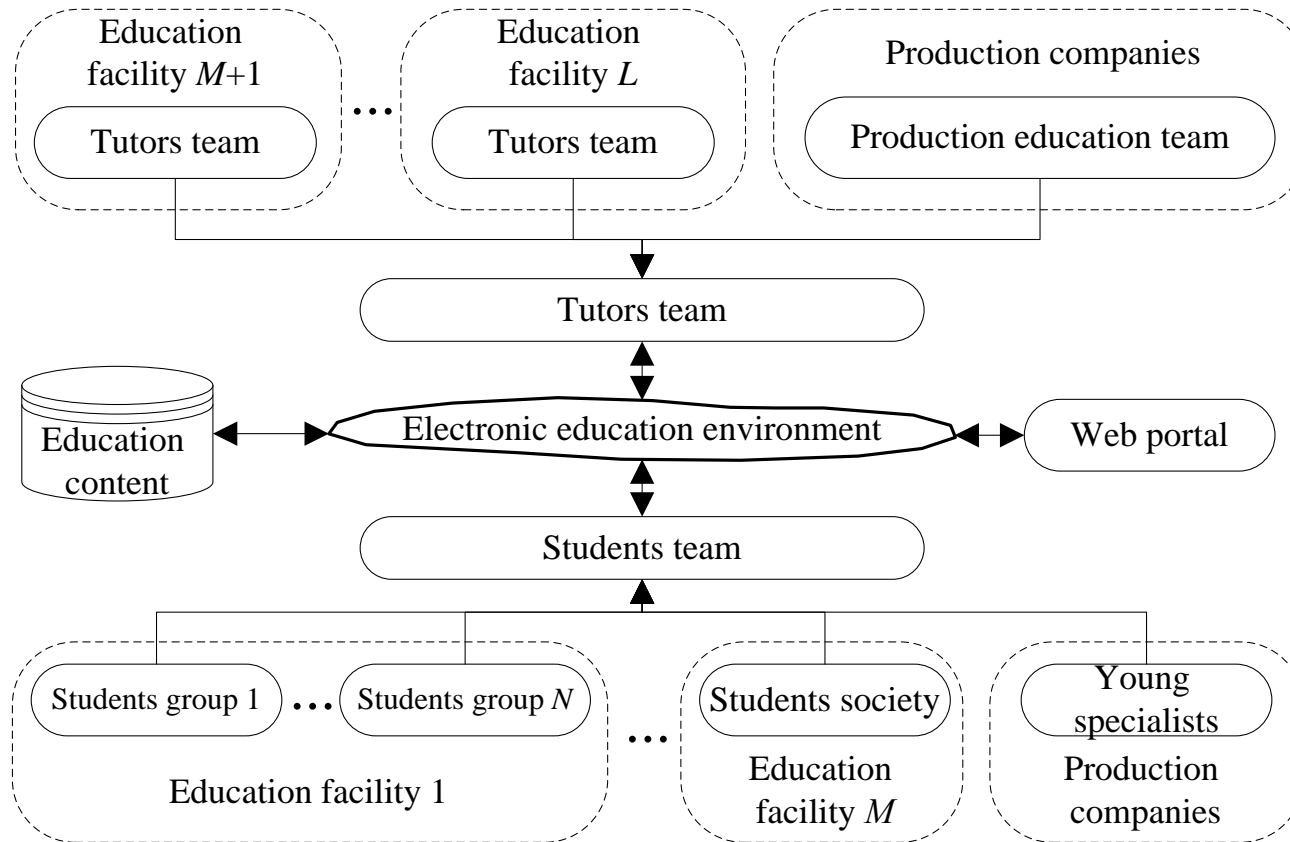 Education
facility M+1
Tutors team
...
Education
facility L
Tutors team
Production companies
Production education team
Tutors team
Education
content
Electronic education environment
Web portal
Students team
Students group 1
...
Students group N
Education facility 1
...
Students society
Education
facility M
Young
specialists
Production
companies